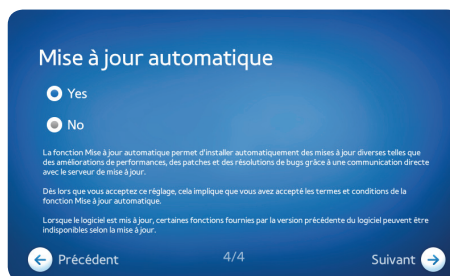 Mise à jour automatique
Yes
No
La fonction Mise à jour automatique permet d'installer automatiquement des mises à jour diverses telles que
des améliorations de performances, des patches et des résolutions de bugs grâce à une communication directe
avec le serveur de mise à jour.
Dès lors que vous acceptez ce réglage, cela implique que vous avez accepté les termes et conditions de la
fonction Mise à jour automatique.
Lorsque le logiciel est mis à jour, certaines fonctions fournies par la version précédente du logiciel peuvent être
indisponibles selon la mise à jour.
Précédent 4/4 Suivant